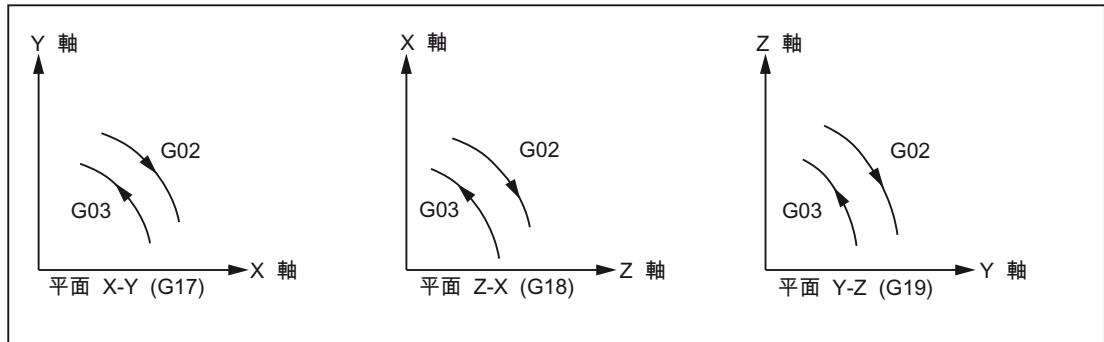 Y 軸
G02
G03
X 軸
平面 X-Y (G17)
X 軸
G02
G03
Z 軸
平面 Z-X (G18)
Z 軸
G02
G03
Y 軸
平面 Y-Z (G19)